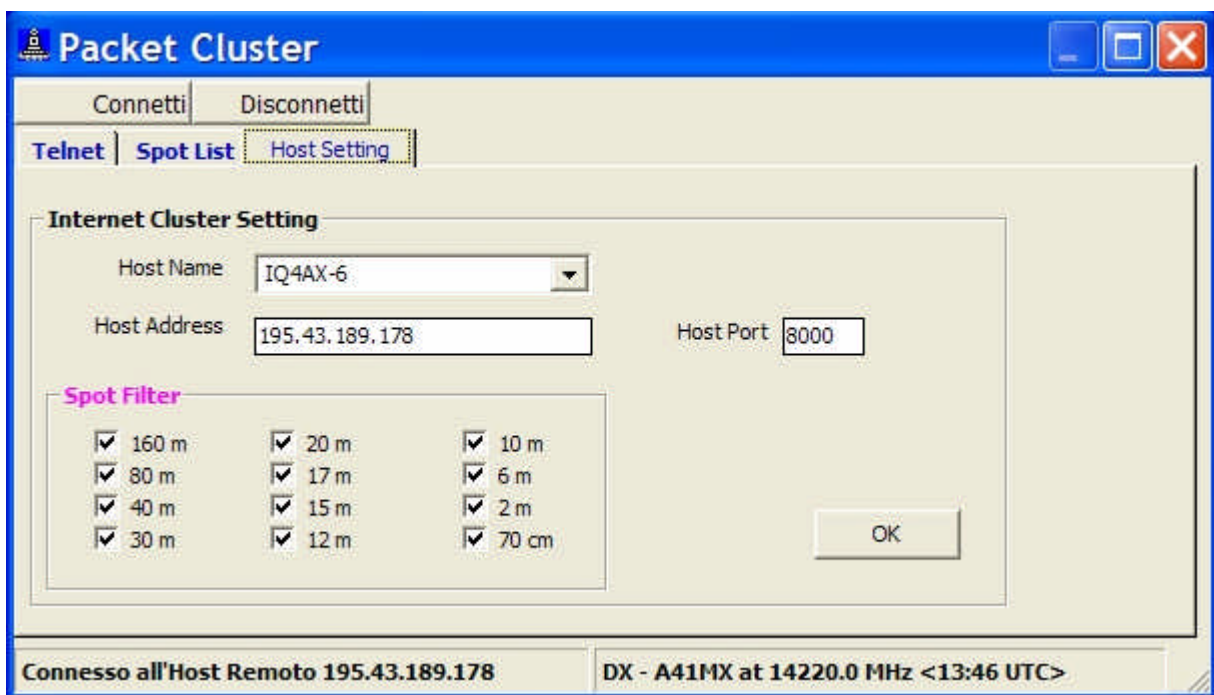 Packet Cluster
Connetti Disconnetti
Telnet Spot List Host Setting
Internet Cluster Setting
Host Name IQ4AX-6
Host Address 195.43.189.178 Host Port 8000
Spot Filter
160 m 20 m 10 m
80 m 17 m 6 m
40 m 15 m 2 m
30 m 12 m 70 cm
OK
Connesso all'Host Remoto 195.43.189.178 DX - A41MX at 14220.0 MHz <13:46 UTC>